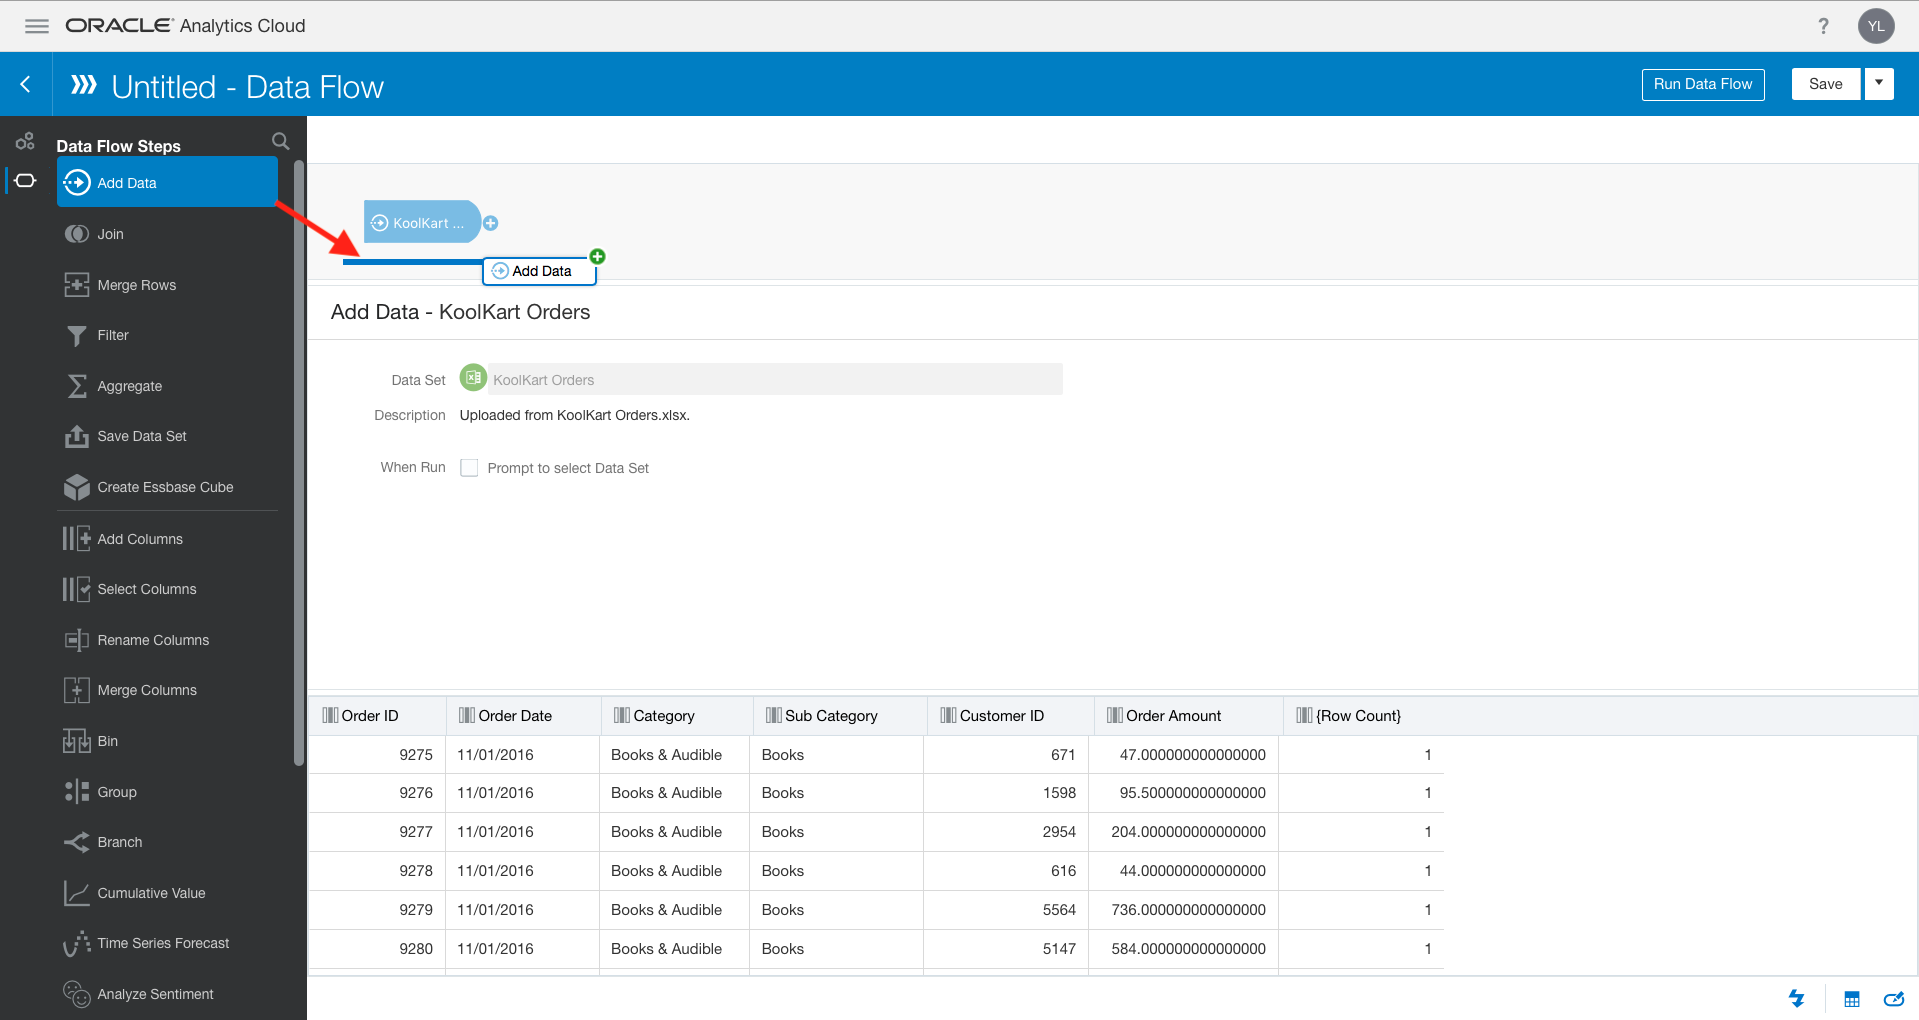 ORACLE Analytics Cloud
?
YL
Untitled - Data Flow
Run Data Flow
Save
Data Flow Steps
Add Data
Join
Merge Rows
Filter
Aggregate
Save Data Set
Create Essbase Cube
Add Columns
Select Columns
Rename Columns
Merge Columns
Bin
Group
Branch
Cumulative Value
Time Series Forecast
Analyze Sentiment
KoolKart ...
Add Data
Add Data - KoolKart Orders
Data Set KoolKart Orders
Description Uploaded from KoolKart Orders.xlsx.
When Run Prompt to select Data Set
Order ID Order Date Category Sub Category Customer ID Order Amount {Row Count}
9275 11/01/2016 Books & Audible Books 671 47.000000000000000 1
9276 11/01/2016 Books & Audible Books 1598 95.500000000000000 1
9277 11/01/2016 Books & Audible Books 2954 204.000000000000000 1
9278 11/01/2016 Books & Audible Books 616 44.000000000000000 1
9279 11/01/2016 Books & Audible Books 5564 736.000000000000000 1
9280 11/01/2016 Books & Audible Books 5147 584.000000000000000 1